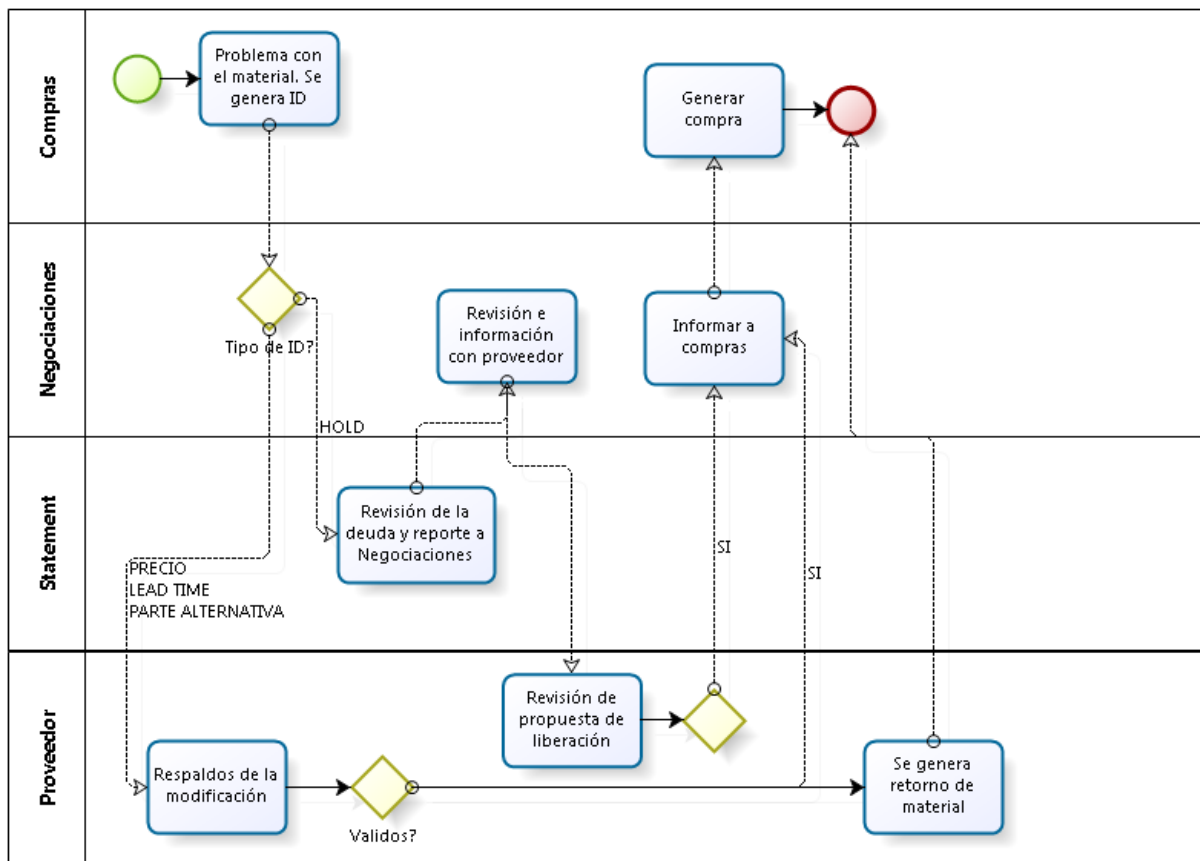 Compras
Problema con
el material. Se
genera ID
Generar
compra
Negociaciones
Tipo de ID?
HOLD
Revisión e
información
con proveedor
Informar a
compras
Statement
Revisión de la
deuda y reporte a
Negociaciones
PRECIO
LEAD TIME
PARTE ALTERNATIVA
SI
SI
Proveedor
Respaldos de la
modificación
Validos?
Revisión de
propuesta de
liberación
Se genera
retorno de
material